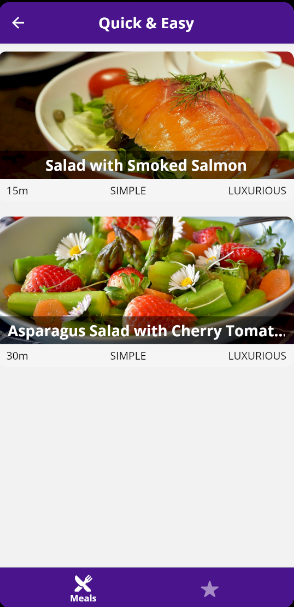 Quick & Easy
Salad with Smoked Salmon
15m SIMPLE LUXURIOUS
Asparagus Salad with Cherry Tomat...
30m SIMPLE LUXURIOUS
Meals